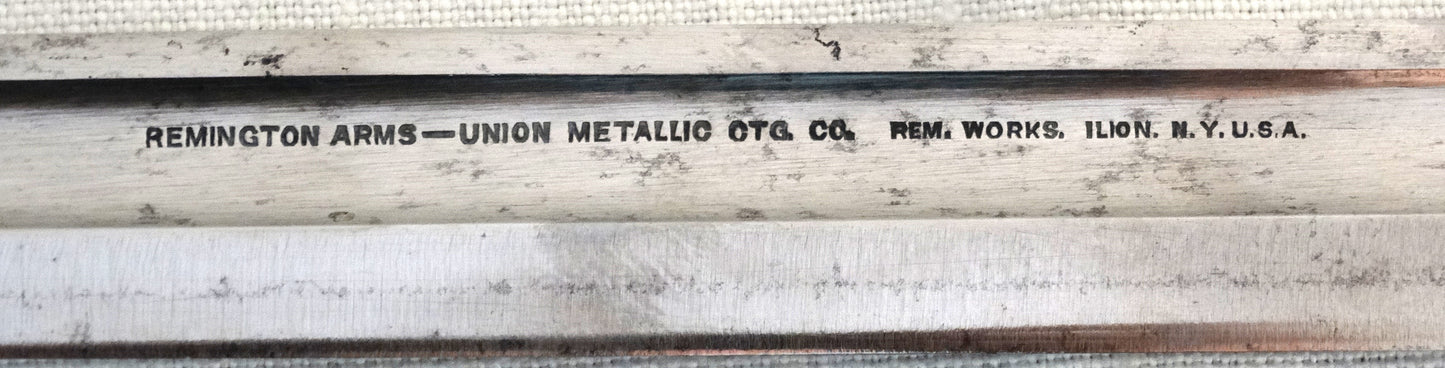 REMINGTON ARMS—UNION METALLIC CTG. CO. REM. WORKS. ILION. N.Y. U.S.A.